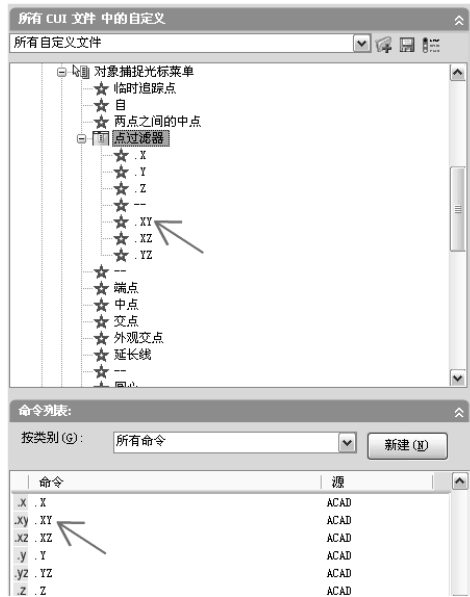 所有 CUI 文件 中的自定义
所有自定义文件
对象捕捉光标菜单
临时追踪点
自
两点之间的中点
点过滤器
.X
.Y
.Z
--
.XY
.XZ
.YZ
--
端点
中点
交点
外观交点
延长线
--
圆心
命令列表:
按类别(G): 所有命令 新建(N)
命令 源
.x .X ACAD
.xy .XY ACAD
.xz .XZ ACAD
.y .Y ACAD
.yz .YZ ACAD
.z .Z ACAD